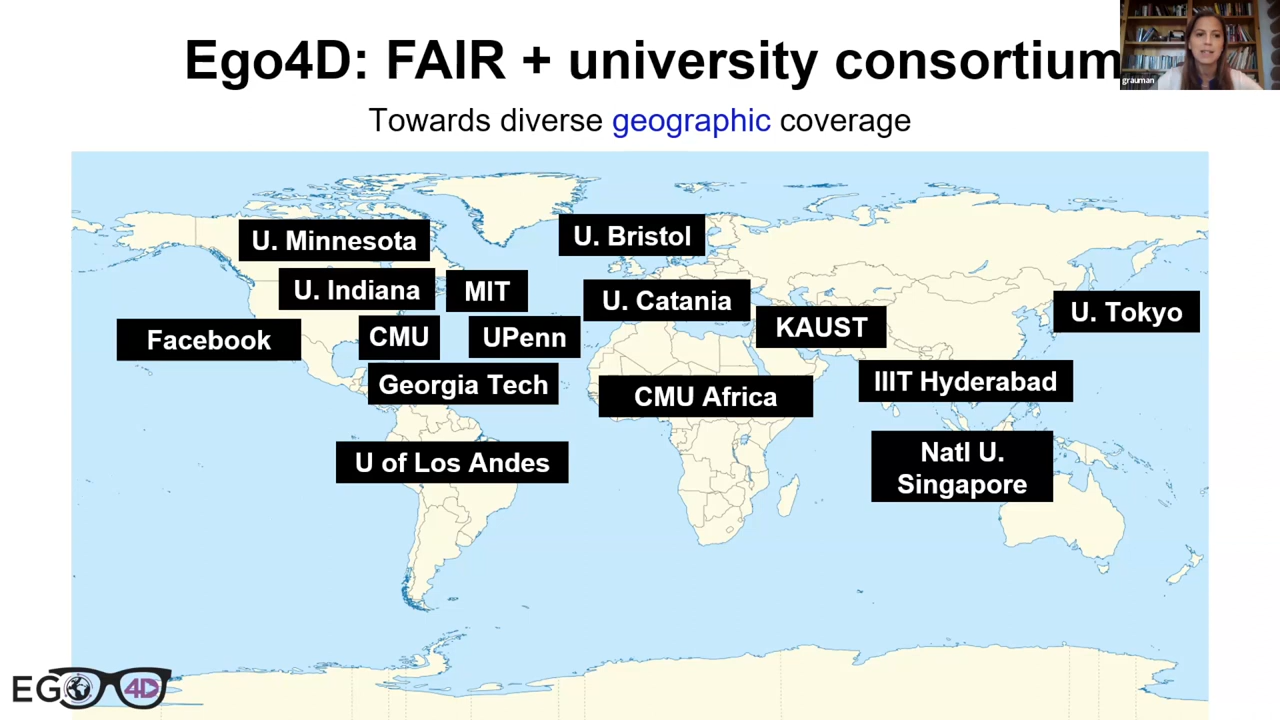 Ego4D: FAIR + university consortium
grauman
Towards diverse geographic coverage
U. Minnesota
U. Bristol
U. Indiana
MIT
U. Catania
U. Tokyo
Facebook
CMU
UPenn
KAUST
Georgia Tech
CMU Africa
IIIT Hyderabad
U of Los Andes
Natl U.
Singapore
EGO 4D